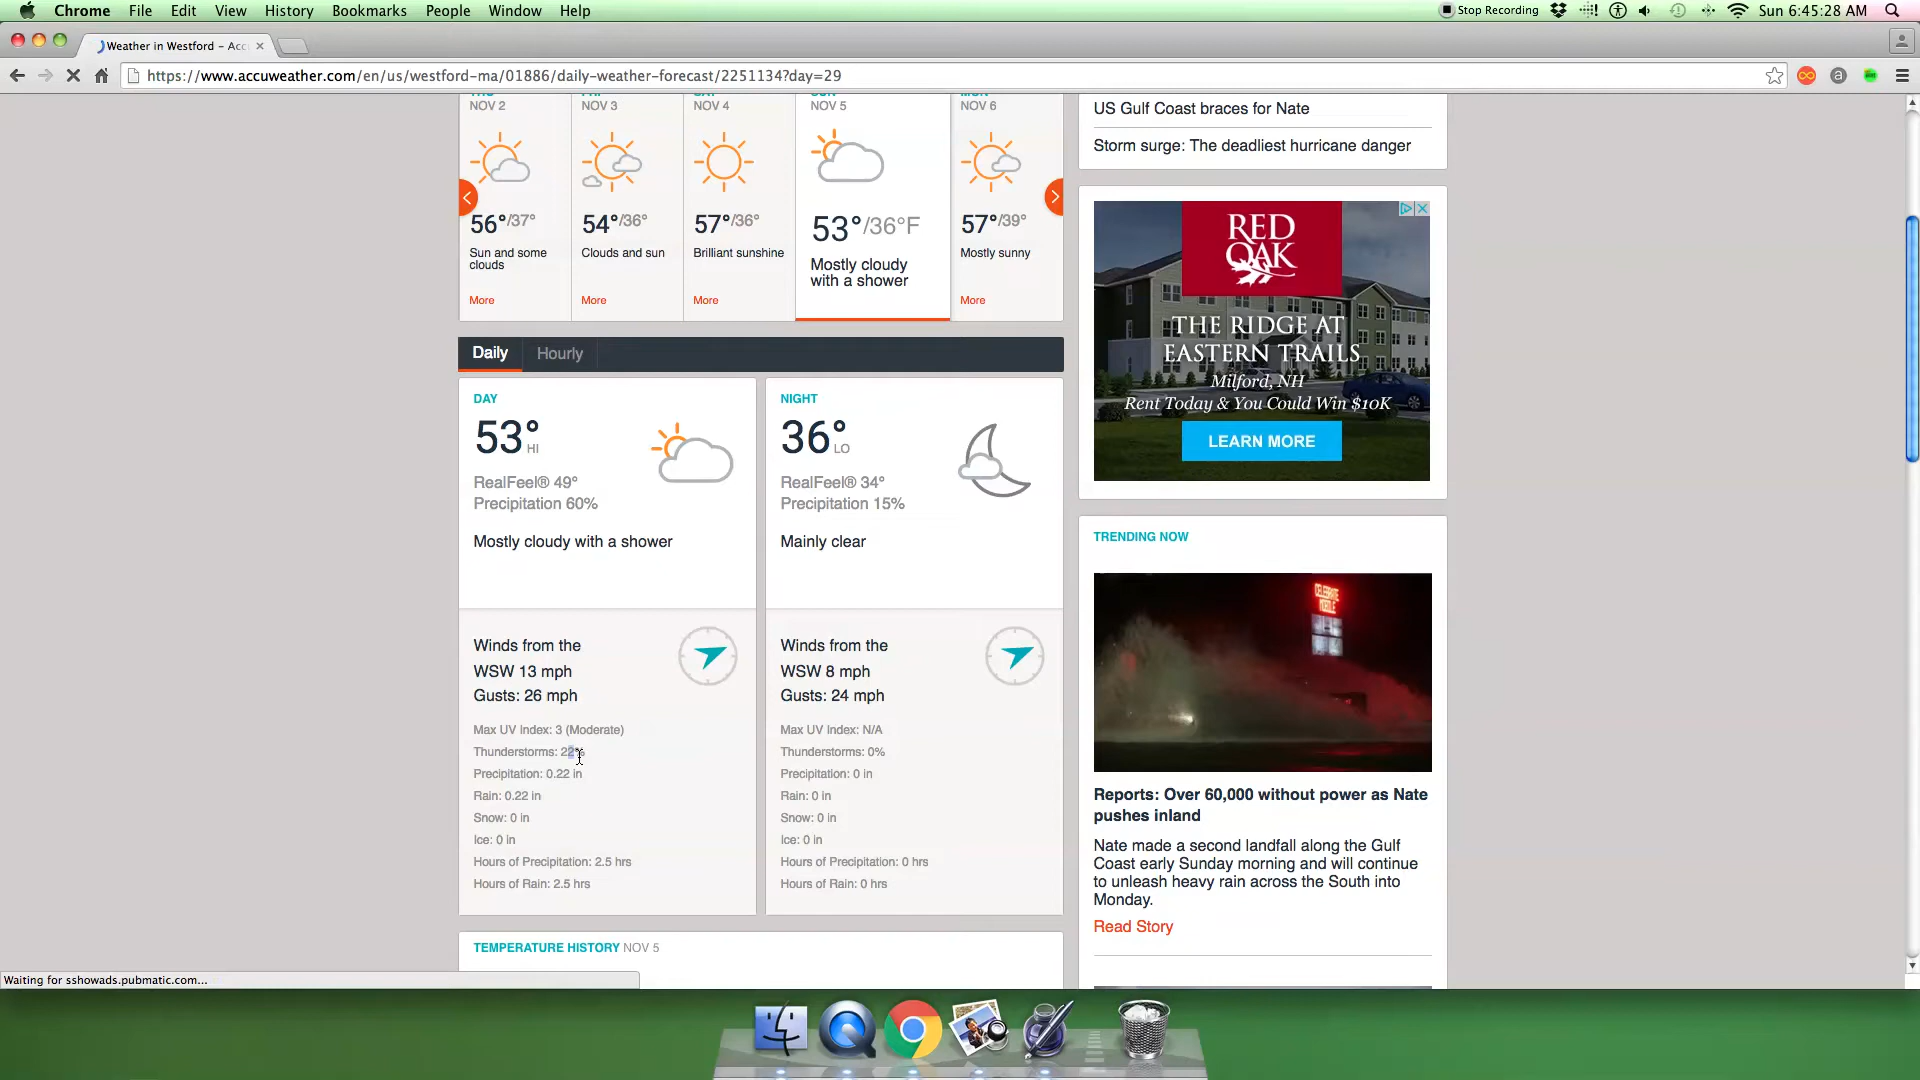 Chrome File Edit View History Bookmarks People Window Help
Stop Recording
Sun 6:45:28 AM
Weather in Westford – Acc
https://www.accuweather.com/en/us/westford-ma/01886/daily-weather-forecast/2251134?day=29
NOV 2
NOV 3
NOV 4
NOV 5
NOV 6
56°/37°
54°/36°
57°/36°
53°/36°F
57°/39°
Sun and some
clouds
Clouds and sun
Brilliant sunshine
Mostly cloudy
with a shower
Mostly sunny
More
More
More
More
Daily
Hourly
DAY
53° HI
RealFeel® 49°
Precipitation 60%
Mostly cloudy with a shower
Winds from the
WSW 13 mph
Gusts: 26 mph
Max UV Index: 3 (Moderate)
Thunderstorms: 22%
Precipitation: 0.22 in
Rain: 0.22 in
Snow: 0 in
Ice: 0 in
Hours of Precipitation: 2.5 hrs
Hours of Rain: 2.5 hrs
NIGHT
36° LO
RealFeel® 34°
Precipitation 15%
Mainly clear
Winds from the
WSW 8 mph
Gusts: 24 mph
Max UV Index: N/A
Thunderstorms: 0%
Precipitation: 0 in
Rain: 0 in
Snow: 0 in
Ice: 0 in
Hours of Precipitation: 0 hrs
Hours of Rain: 0 hrs
TEMPERATURE HISTORY NOV 5
US Gulf Coast braces for Nate
Storm surge: The deadliest hurricane danger
RED
OAK
THE RIDGE AT
EASTERN TRAILS
Milford, NH
Rent Today & You Could Win $10K
LEARN MORE
TRENDING NOW
CELEBRATE
MOBILE
Reports: Over 60,000 without power as Nate
pushes inland
Nate made a second landfall along the Gulf
Coast early Sunday morning and will continue
to unleash heavy rain across the South into
Monday.
Read Story
Waiting for sshowads.pubmatic.com...